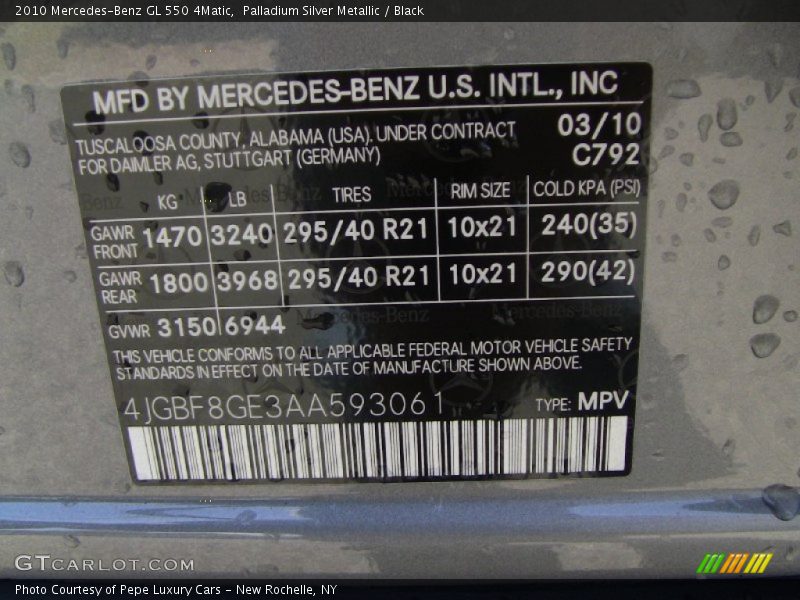 2010 Mercedes-Benz GL 550 4Matic,  Palladium Silver Metallic / Black
MFD BY MERCEDES-BENZ U.S. INTL., INC
TUSCALOOSA COUNTY, ALABAMA (USA), UNDER CONTRACT 03/10
FOR DAIMLER AG, STUTTGART (GERMANY) C792
KG LB TIRES RIM SIZE COLD KPA (PSI)
GAWR FRONT 1470 3240 295/40 R21 10x21 240(35)
GAWR REAR 1800 3968 295/40 R21 10x21 290(42)
GVWR 3150 6944
THIS VEHICLE CONFORMS TO ALL APPLICABLE FEDERAL MOTOR VEHICLE SAFETY
STANDARDS IN EFFECT ON THE DATE OF MANUFACTURE SHOWN ABOVE.
4JGBF8GE3AA593061 TYPE: MPV
GTCARLOT.COM
Photo Courtesy of Pepe Luxury Cars - New Rochelle, NY